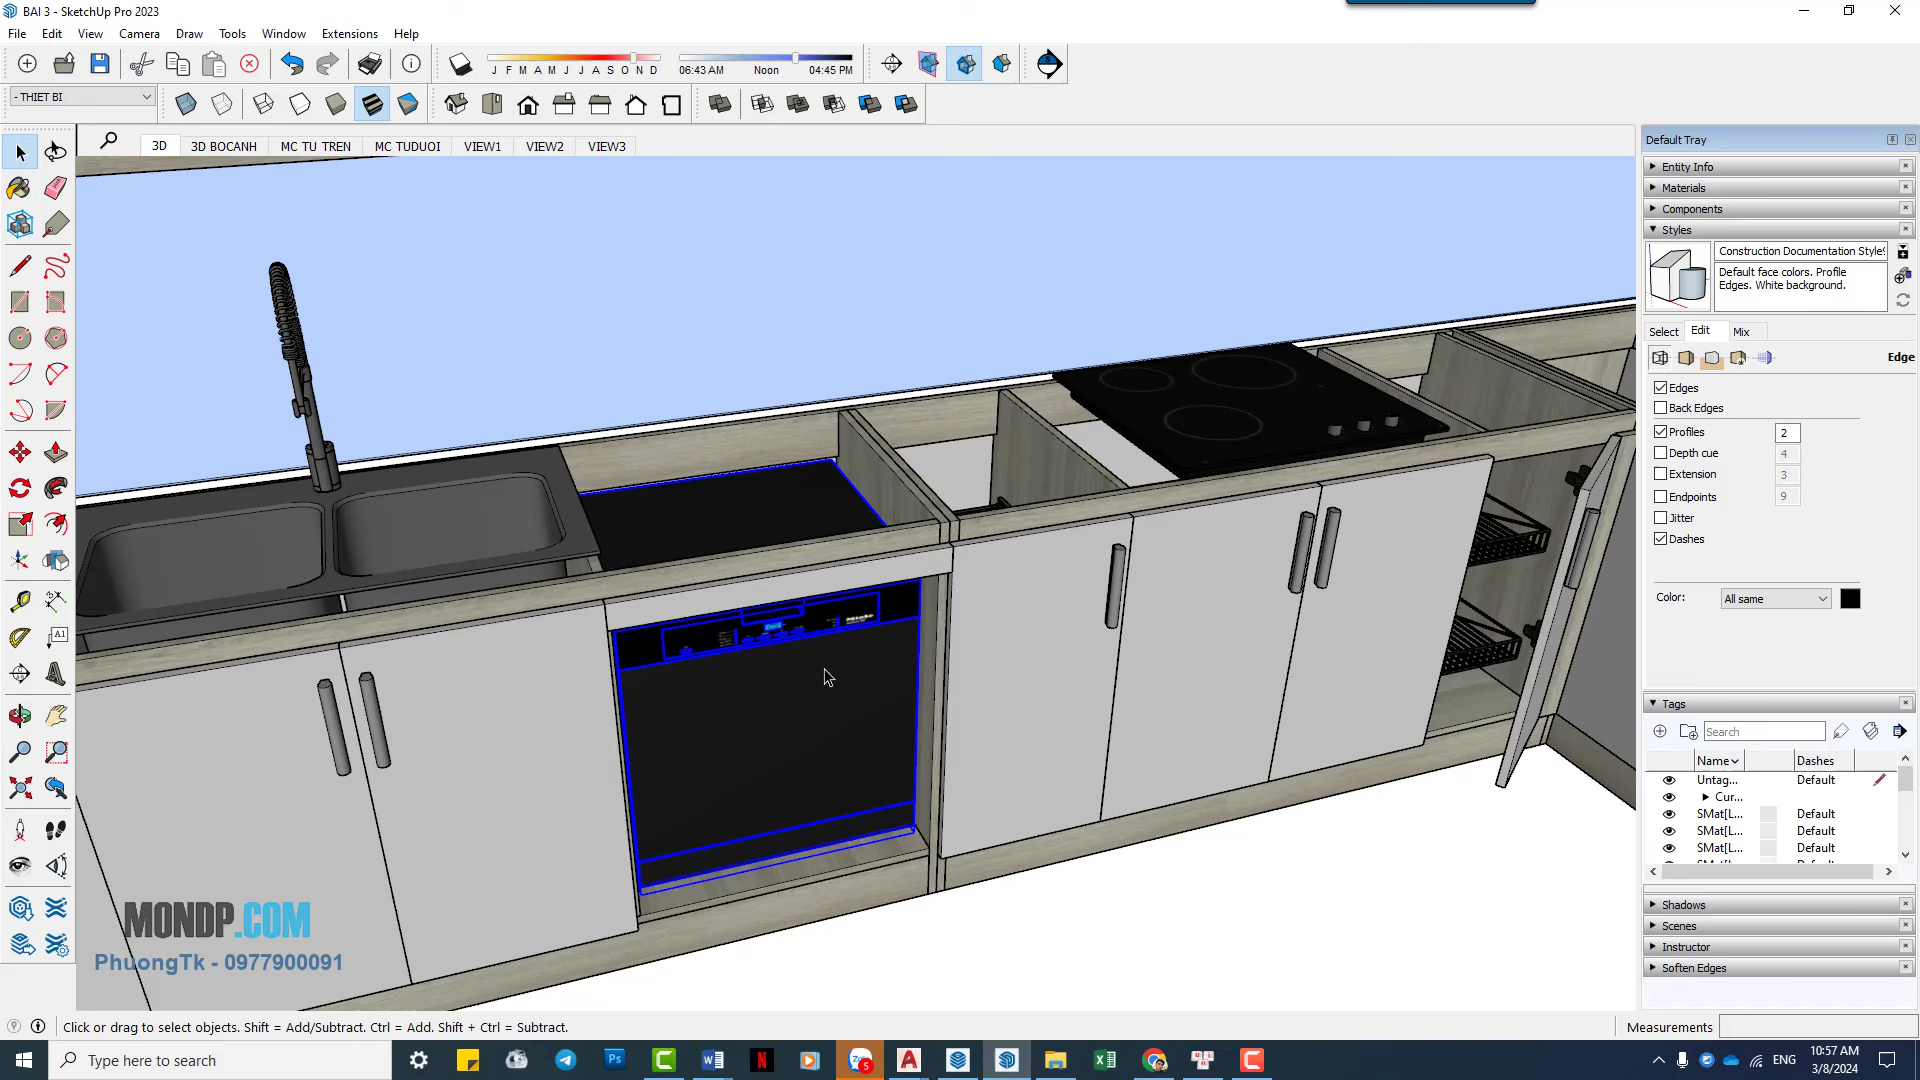 BAI 3 - SketchUp Pro 2023
File Edit View Camera Draw Tools Window Extensions Help
J F M A M J J A S O N D
06:43 AM Noon 04:45 PM
- THIET BI
3D 3D BOCANH MC TU TREN MC TUDUOI VIEW1 VIEW2 VIEW3
Default Tray
Entity Info
Materials
Components
Styles
Construction Documentation Style
Default face colors. Profile
Edges. White background.
Select Edit Mix
Edge
Edges
Back Edges
Profiles 2
Depth cue 4
Extension 3
Endpoints 9
Jitter
Dashes
Color: All same
Tags
Search
Name Dashes
Untag... Default
Cur...
SMat[L... Default
SMat[L... Default
SMat[L... Default
Shadows
Scenes
Instructor
Soften Edges
A1
MONDP.COM
PhuongTk - 0977900091
Click or drag to select objects. Shift = Add/Subtract. Ctrl = Add. Shift + Ctrl = Subtract.
Measurements
Type here to search
ENG
10:57 AM
3/8/2024